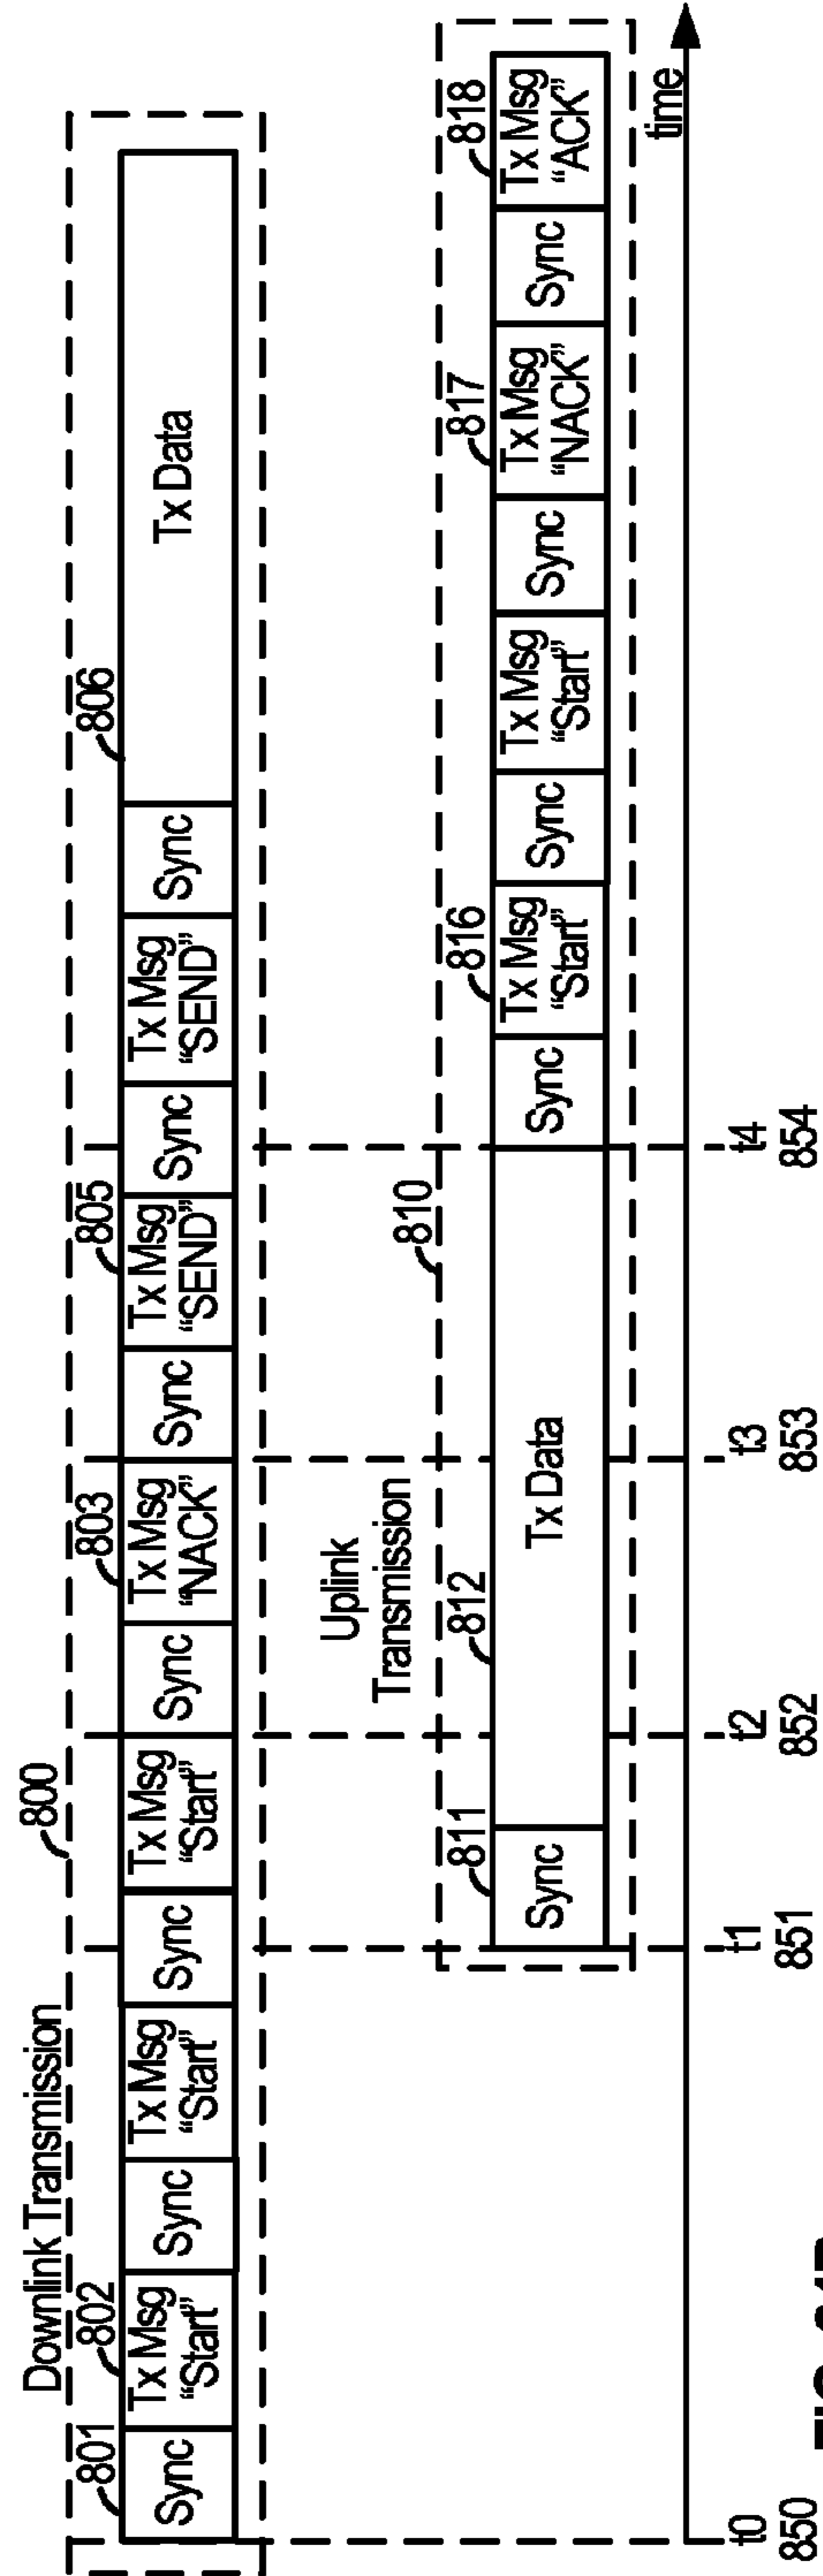 Downlink Transmission
800
801
802
803
805
806
Sync
Tx Msg
“Start”
Sync
Tx Msg
“Start”
Sync
Tx Msg
“Start”
Sync
Tx Msg
“NACK”
Sync
Tx Msg
“SEND”
Sync
Tx Msg
“SEND”
Sync
Tx Data
Uplink
Transmission
810
811
812
816
817
818
Sync
Tx Data
Sync
Tx Msg
“Start”
Sync
Tx Msg
“Start”
Sync
Tx Msg
“NACK”
Sync
Tx Msg
“ACK”
time
t0
850
t1
851
t2
852
t3
853
t4
854